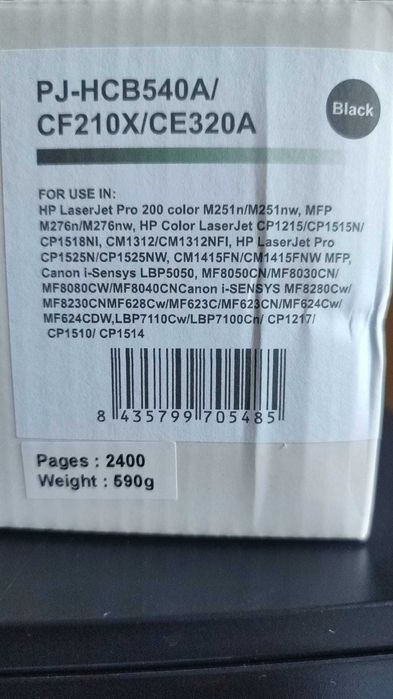 PJ-HCB540A/
CF210X/CE320A
Black
FOR USE IN:
HP LaserJet Pro 200 color M251n/M251nw, MFP
M276n/M276nw, HP Color LaserJet CP1215/CP1515N/
CP1518NI, CM1312/CM1312NFI, HP LaserJet Pro
CP1525N/CP1525NW, CM1415FN/CM1415FNW MFP,
Canon i-Sensys LBP5050, MF8050CN/MF8030CN/
MF8080CW/MF8040CNCanon i-SENSYS MF8280Cw/
MF8230CNMF628Cw/MF623C/MF623CN/MF624Cw/
MF624CDW,LBP7110Cw/LBP7100Cn/ CP1217/
CP1510/ CP1514
8 435799 705485
Pages : 2400
Weight : 590g